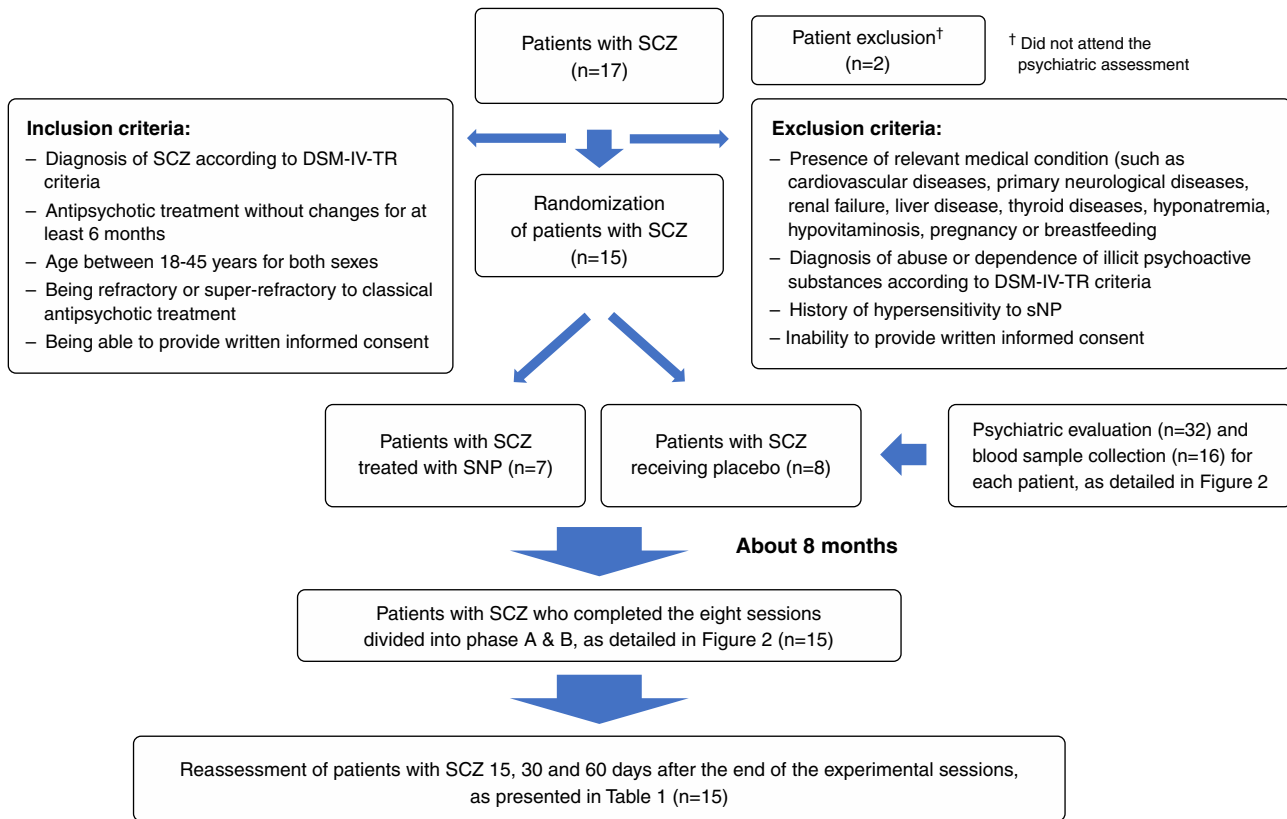 Patients with SCZ
(n=17)
Patient exclusion†
(n=2)
† Did not attend the
psychiatric assessment
Inclusion criteria:
– Diagnosis of SCZ according to DSM-IV-TR
criteria
– Antipsychotic treatment without changes for at
least 6 months
– Age between 18-45 years for both sexes
– Being refractory or super-refractory to classical
antipsychotic treatment
– Being able to provide written informed consent
Exclusion criteria:
– Presence of relevant medical condition (such as
cardiovascular diseases, primary neurological diseases,
renal failure, liver disease, thyroid diseases, hyponatremia,
hypovitaminosis, pregnancy or breastfeeding
– Diagnosis of abuse or dependence of illicit psychoactive
substances according to DSM-IV-TR criteria
– History of hypersensitivity to sNP
– Inability to provide written informed consent
Randomization
of patients with SCZ
(n=15)
Patients with SCZ
treated with SNP (n=7)
Patients with SCZ
receiving placebo (n=8)
Psychiatric evaluation (n=32) and
blood sample collection (n=16) for
each patient, as detailed in Figure 2
About 8 months
Patients with SCZ who completed the eight sessions
divided into phase A & B, as detailed in Figure 2 (n=15)
Reassessment of patients with SCZ 15, 30 and 60 days after the end of the experimental sessions,
as presented in Table 1 (n=15)